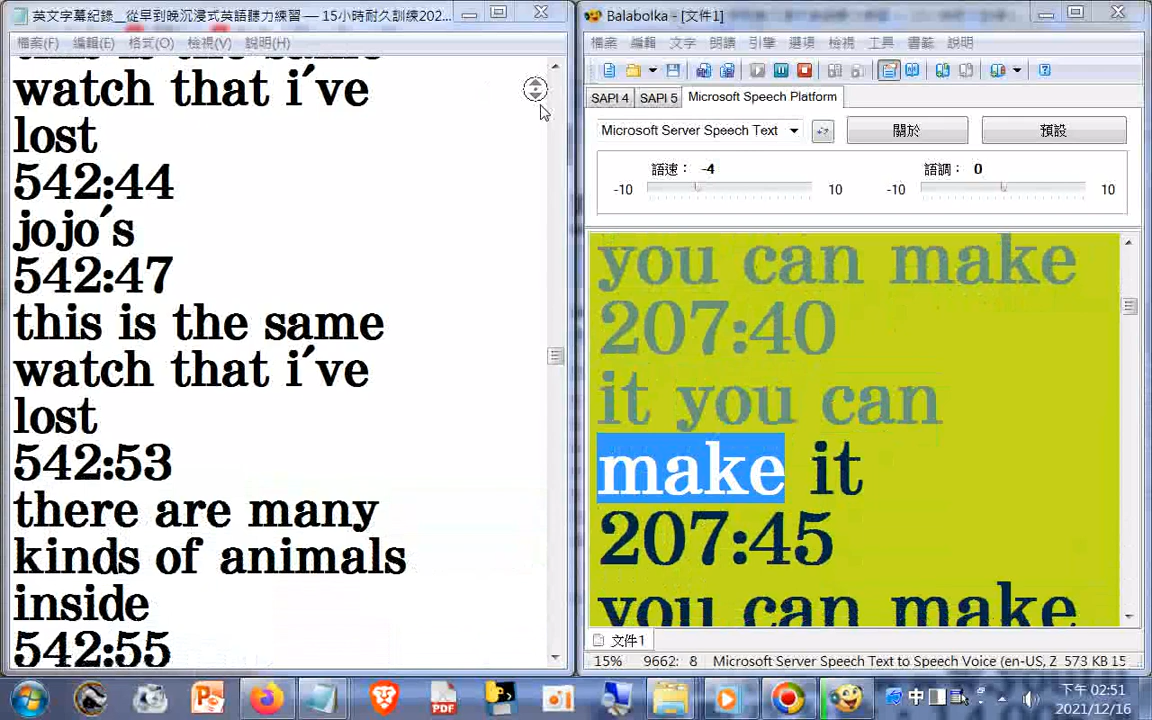 英文字幕紀錄__從早到晚沉浸式英語聽力練習 — 15小時耐久訓練202...
檔案(F) 編輯(E) 格式(O) 檢視(V) 說明(H)
this is the same
watch that i've
lost
542:44
jojo's
542:47
this is the same
watch that i've
lost
542:53
there are many
kinds of animals
inside
542:55
Balabolka - [文件1]
檔案 編輯 文字 朗讀 引擎 選項 檢視 工具 書籤 說明
SAPI 4 SAPI 5 Microsoft Speech Platform
Microsoft Server Speech Text 關於 預設
語速： -4 語調： 0
-10 10 -10 10
you can make
207:40
it you can
make it
207:45
you can make
文件1
15% 9662: 8 Microsoft Server Speech Text to Speech Voice (en-US, Z 573 KB 15
PDF 中 下午 02:51
2021/12/16